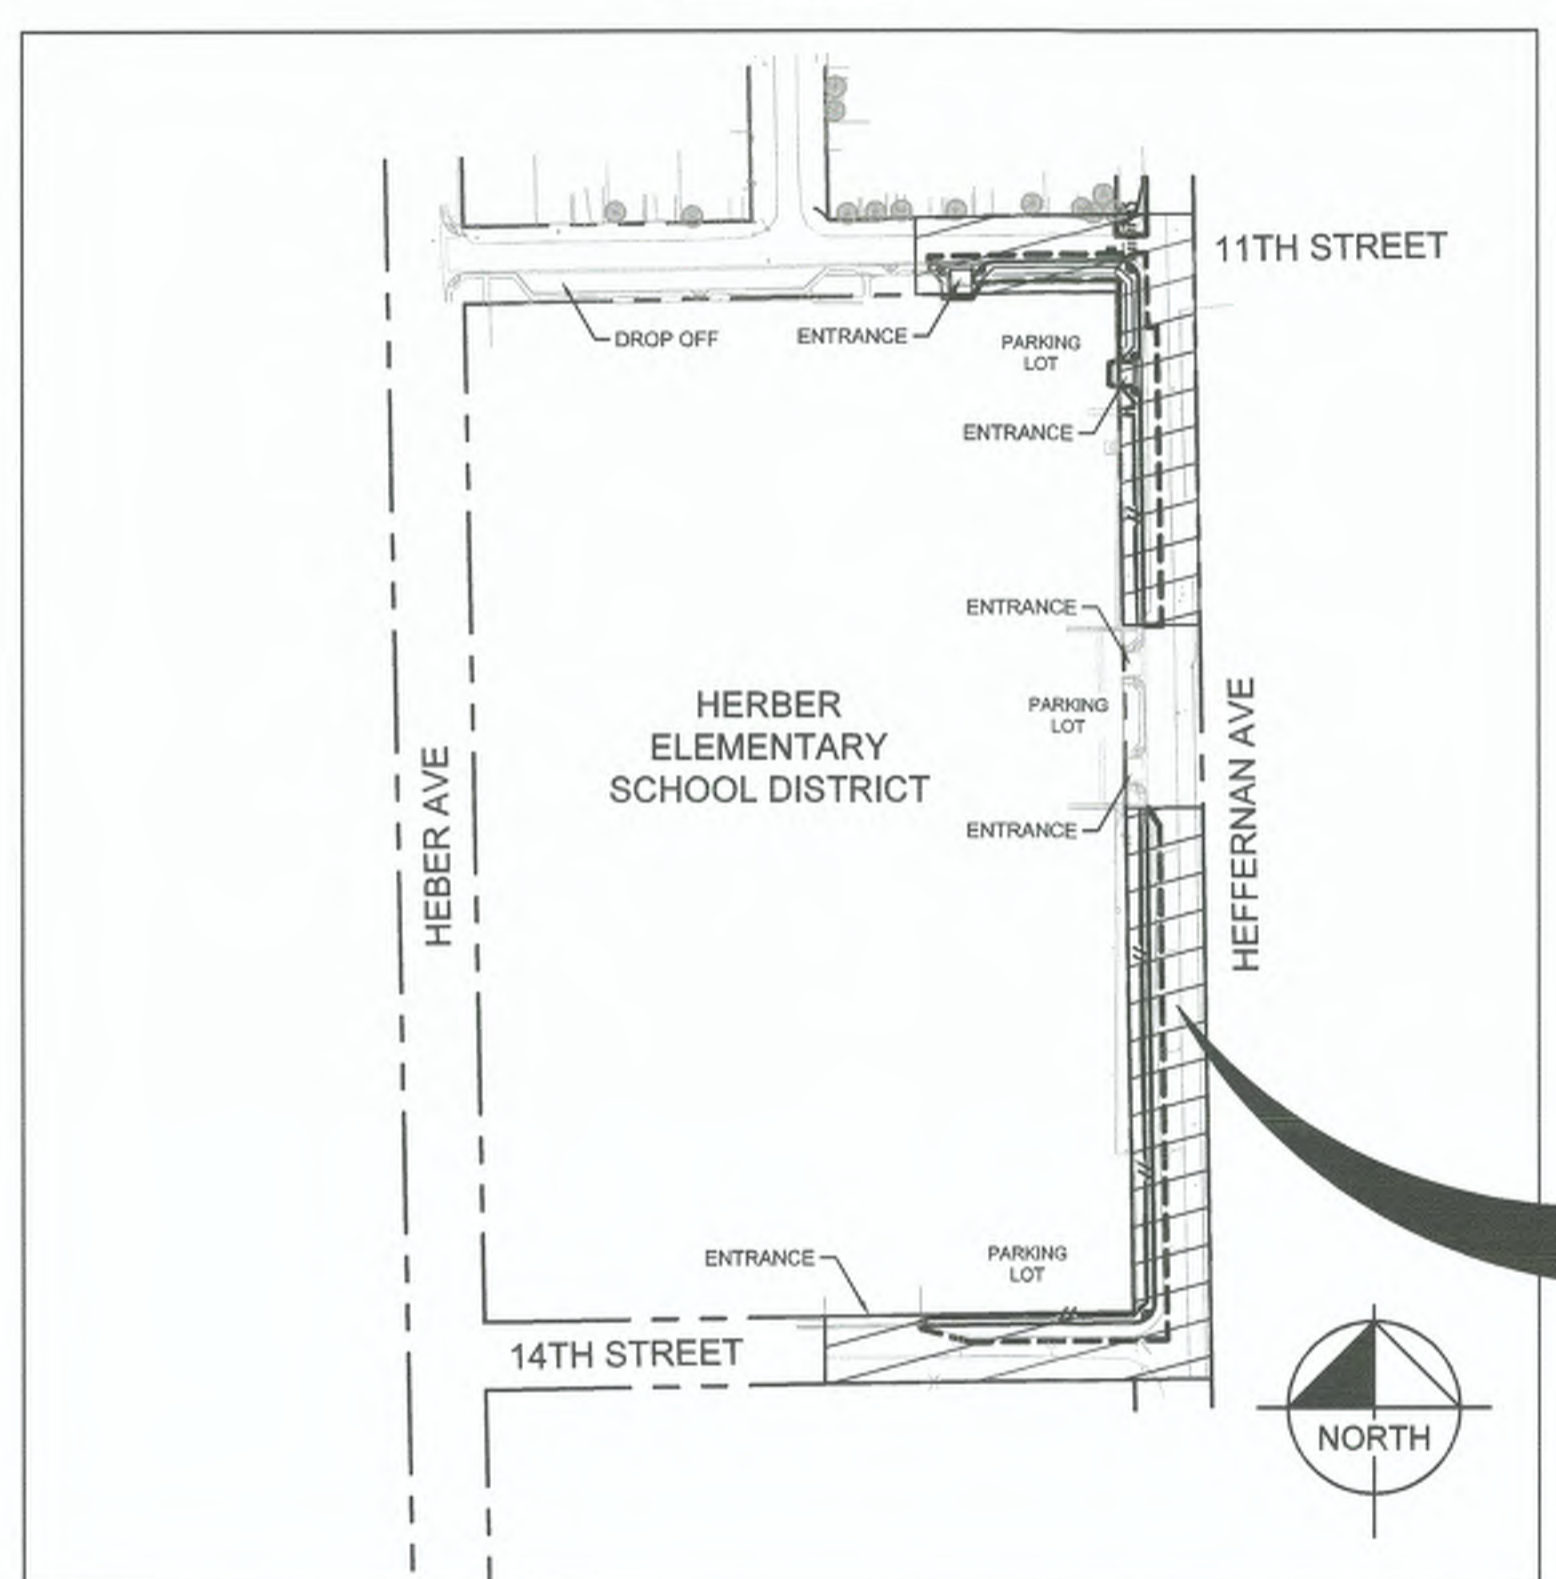 11TH STREET
DROP OFF
ENTRANCE
PARKING
LOT
ENTRANCE
ENTRANCE
HERBER
ELEMENTARY
SCHOOL DISTRICT
PARKING
LOT
HEBER AVE
HEFFERNAN AVE
ENTRANCE
ENTRANCE
PARKING
LOT
14TH STREET
NORTH